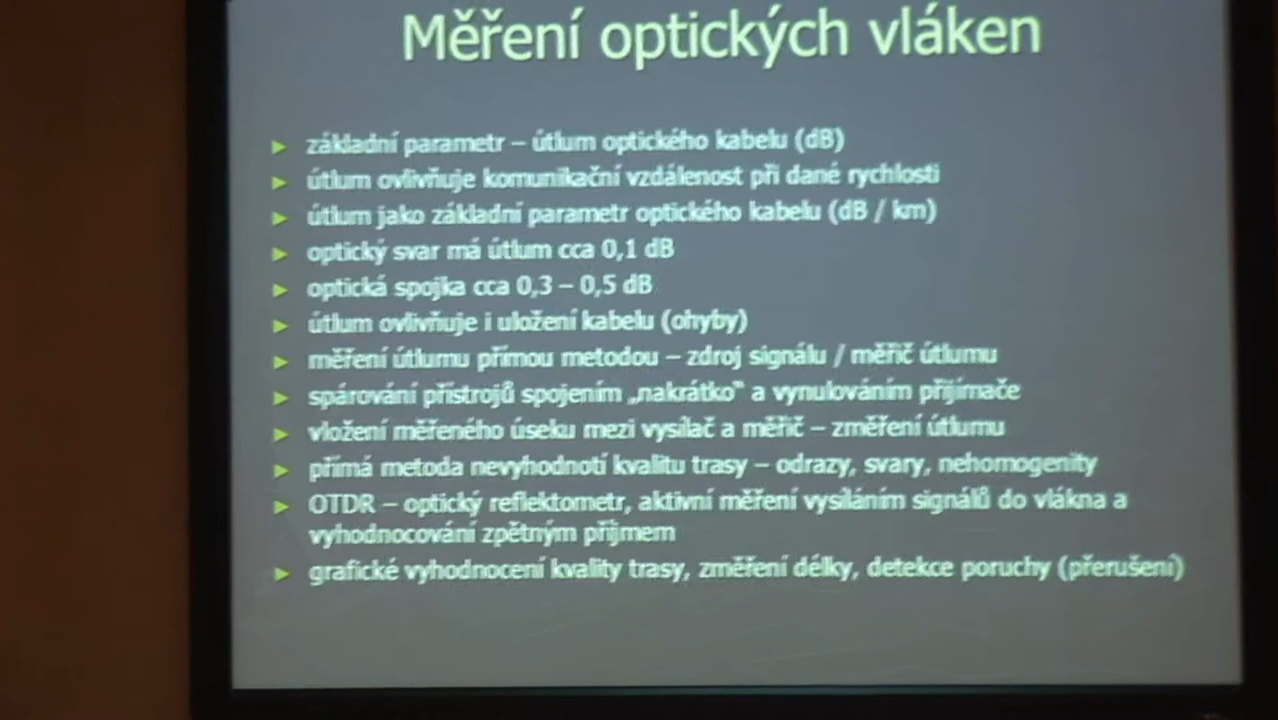 Měření optických vláken
► základní parametr – útlum optického kabelu (dB)
► útlum ovlivňuje komunikační vzdálenost při dané rychlosti
► útlum jako základní parametr optického kabelu (dB / km)
► optický svar má útlum cca 0,1 dB
► optická spojka cca 0,3 – 0,5 dB
► útlum ovlivňuje i uložení kabelu (ohyby)
► měření útlumu přímou metodou – zdroj signálu / měřič útlumu
► spárování přístrojů spojením „nakrátko“ a vynulováním přijímače
► vložení měřeného úseku mezi vysílač a měřič – změření útlumu
► přímá metoda nevyhodnotí kvalitu trasy – odrazy, svary, nehomogenity
► OTDR – optický reflektometr, aktivní měření vysíláním signálů do vlákna a
vyhodnocování zpětným příjmem
► grafické vyhodnocení kvality trasy, změření délky, detekce poruchy (přerušení)